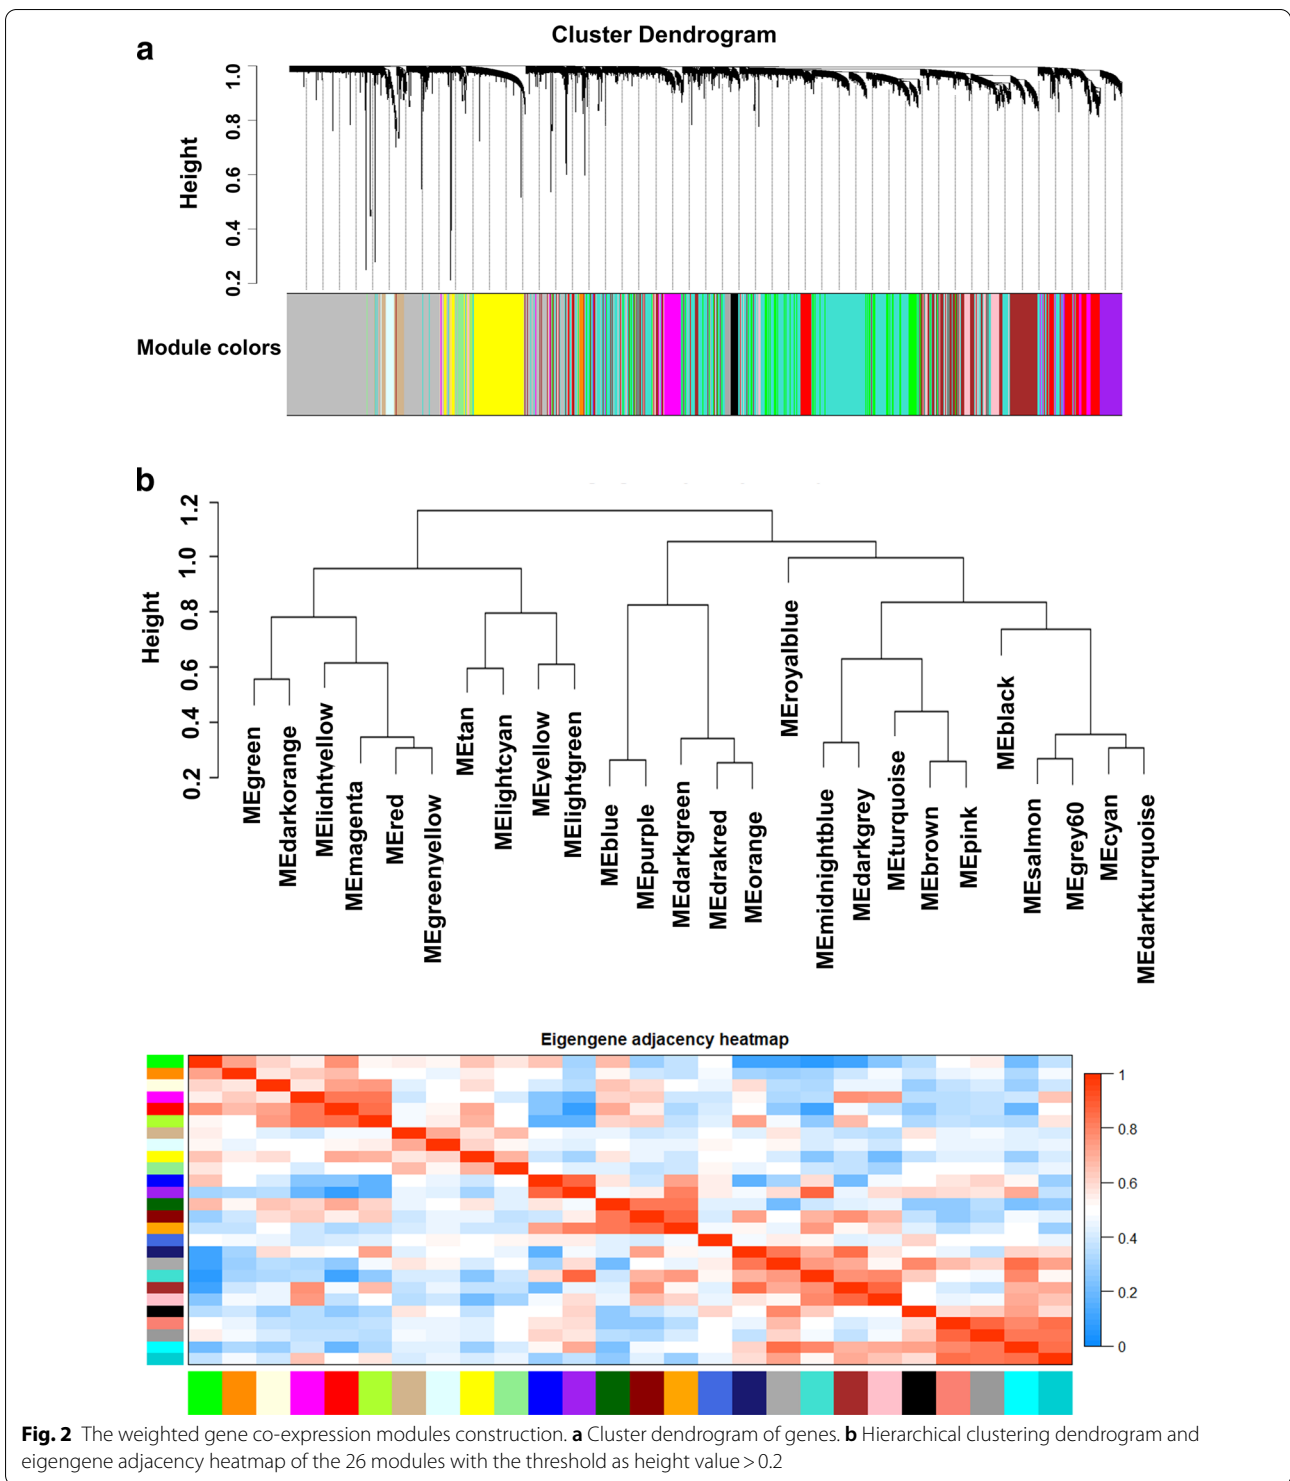 a
Cluster Dendrogram
Height
1.0
0.8
0.6
0.4
0.2
Module colors
b
Height
1.2
1.0
0.8
0.6
0.4
0.2
MEgreen
MEdarkorange
MElightyellow
MEmagenta
MEred
MEgreenyellow
MEtan
MElightcyan
MEyellow
MElightgreen
MEblue
MEpurple
MEdarkgreen
MEdrakred
MEorange
MEroyalblue
MEmidnightblue
MEdarkgrey
MEturquoise
MEbrown
MEpink
MEblack
MEsalmon
MEgrey60
MEcyan
MEdarkturquoise
Eigengene adjacency heatmap
1
0.8
0.6
0.4
0.2
0
Fig. 2 The weighted gene co-expression modules construction. a Cluster dendrogram of genes. b Hierarchical clustering dendrogram and
eigengene adjacency heatmap of the 26 modules with the threshold as height value > 0.2